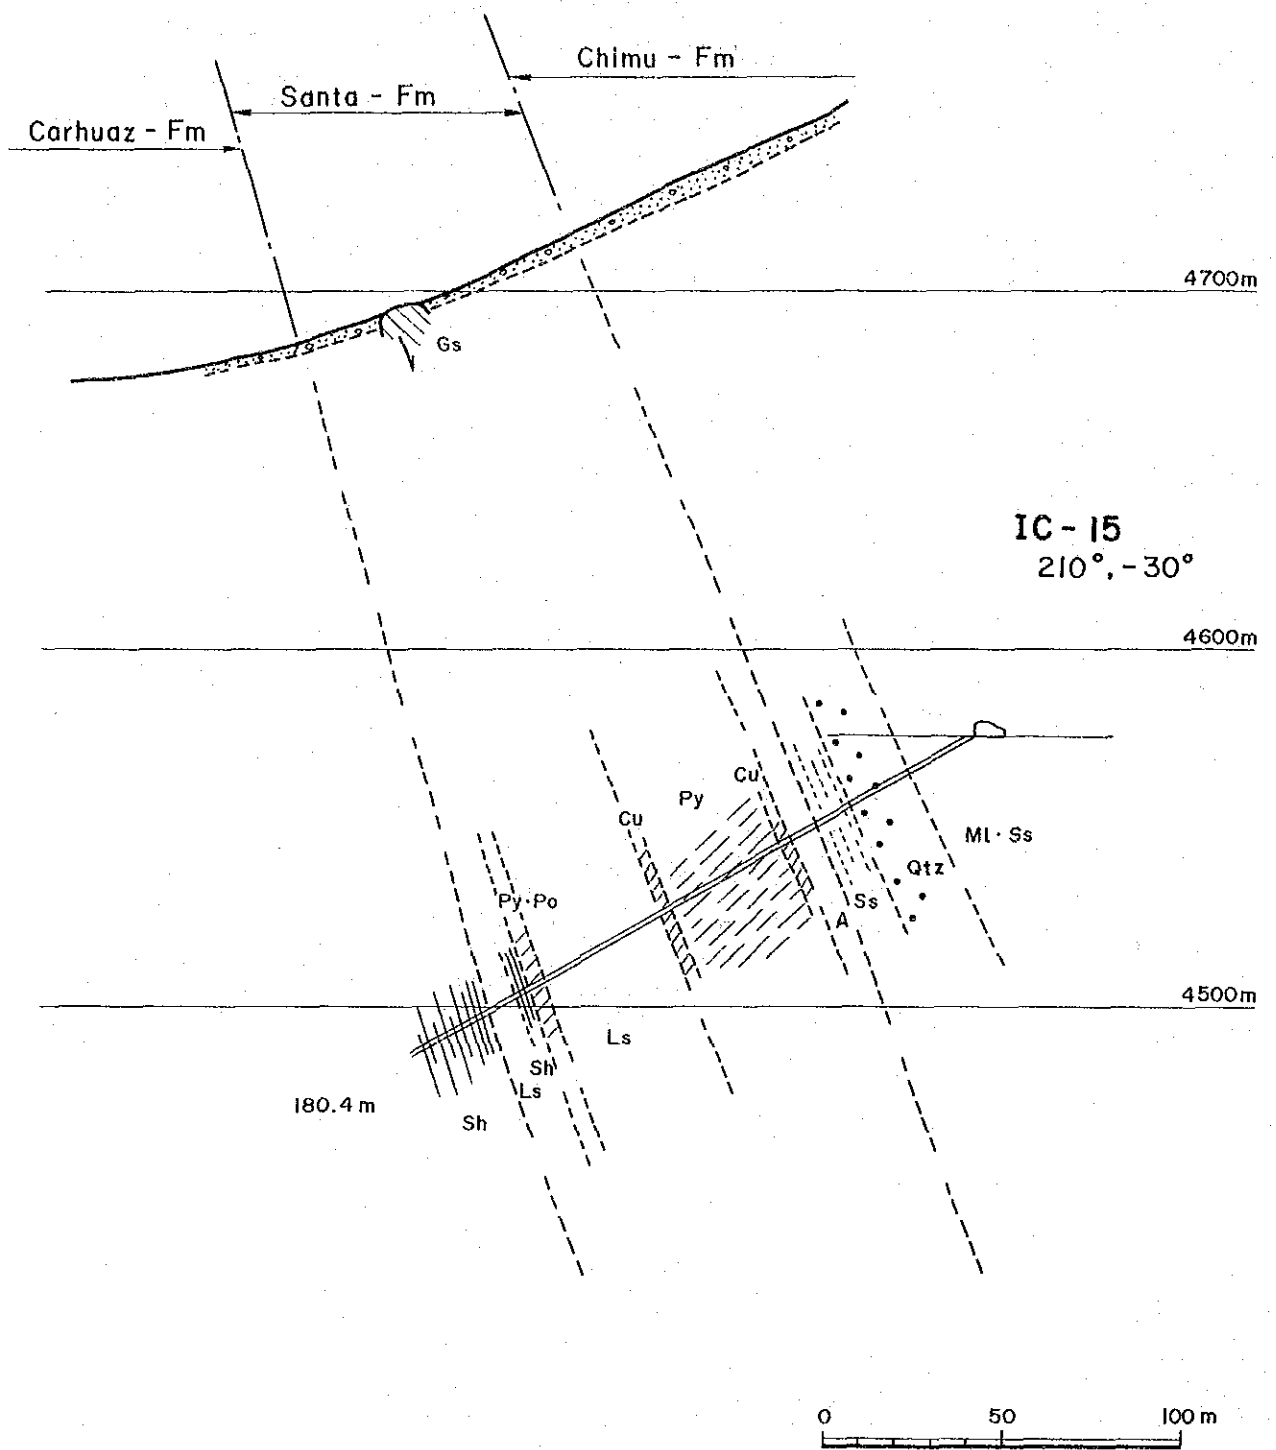 Chimu - Fm
Santa - Fm
Carhuaz - Fm
4700m
Gs
IC - 15
210°, -30°
4600m
Cu
Py
Cu
Ml · Ss
Qtz
Py · Po
Ss
A
4500m
Ls
Sh
Ls
180.4 m
Sh
0 50 100 m